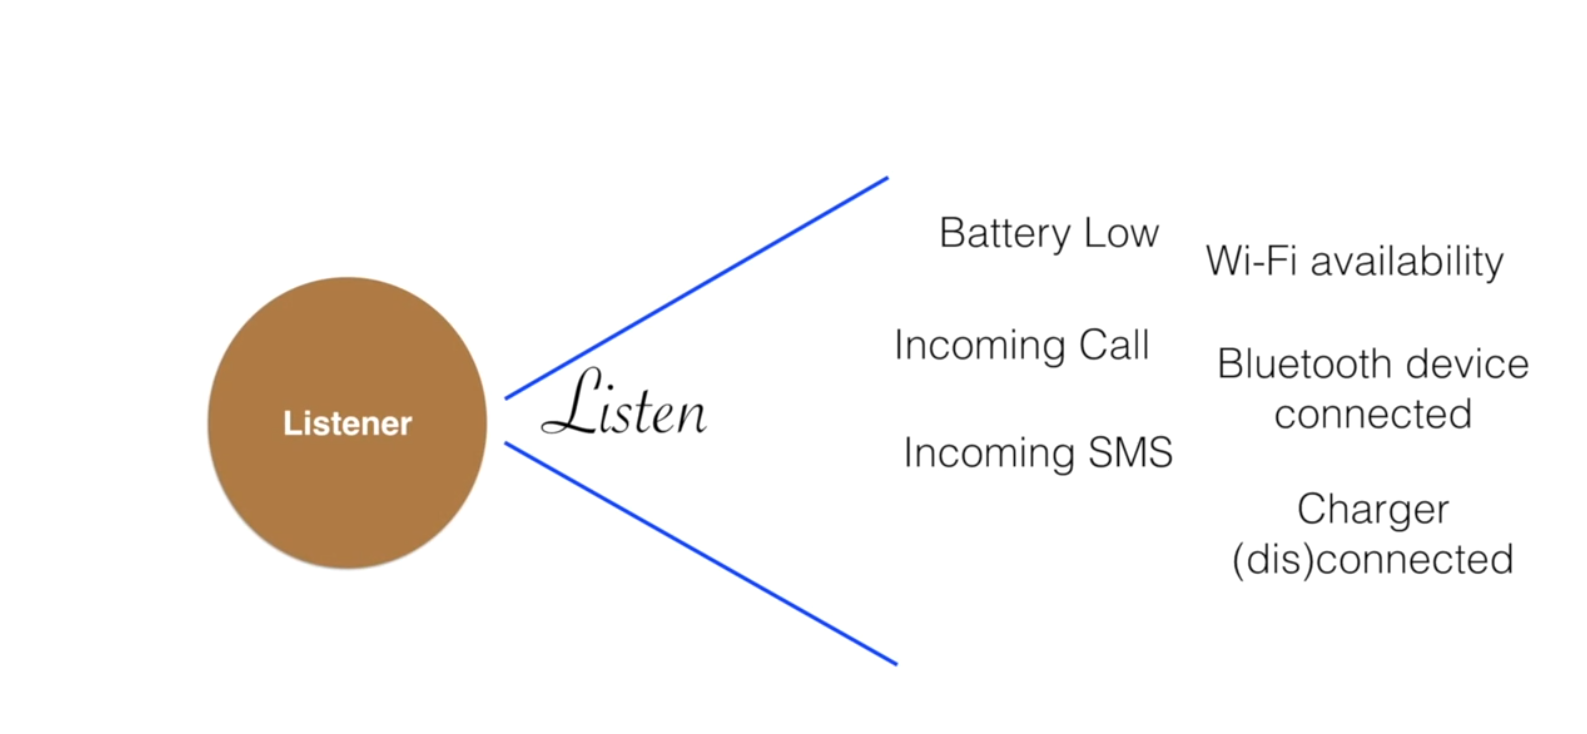 Listener
Listen
Battery Low
Wi-Fi availability
Incoming Call
Bluetooth device
connected
Incoming SMS
Charger
(dis)connected